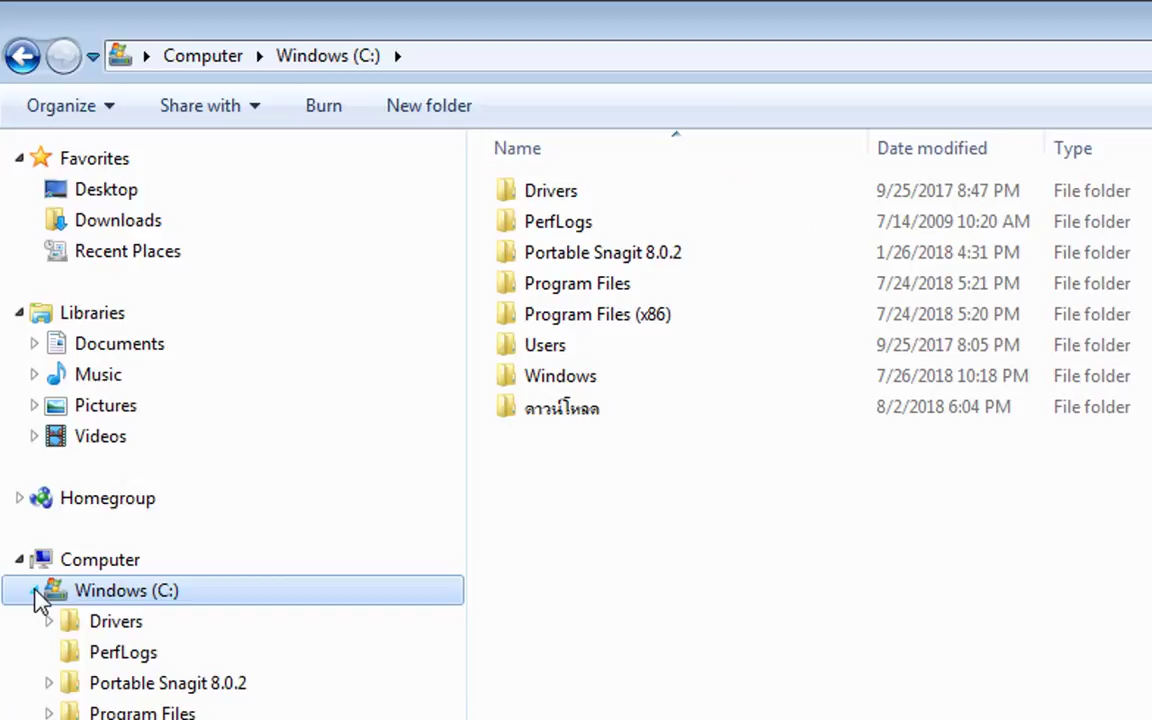 Computer Windows (C:)
Organize Share with Burn New folder
Favorites
Desktop
Downloads
Recent Places
Libraries
Documents
Music
Pictures
Videos
Homegroup
Computer
Windows (C:)
Drivers
PerfLogs
Portable Snagit 8.0.2
Program Files
Name Date modified Type
Drivers 9/25/2017 8:47 PM File folder
PerfLogs 7/14/2009 10:20 AM File folder
Portable Snagit 8.0.2 1/26/2018 4:31 PM File folder
Program Files 7/24/2018 5:21 PM File folder
Program Files (x86) 7/24/2018 5:20 PM File folder
Users 9/25/2017 8:05 PM File folder
Windows 7/26/2018 10:18 PM File folder
ดาวน์โหลด 8/2/2018 6:04 PM File folder